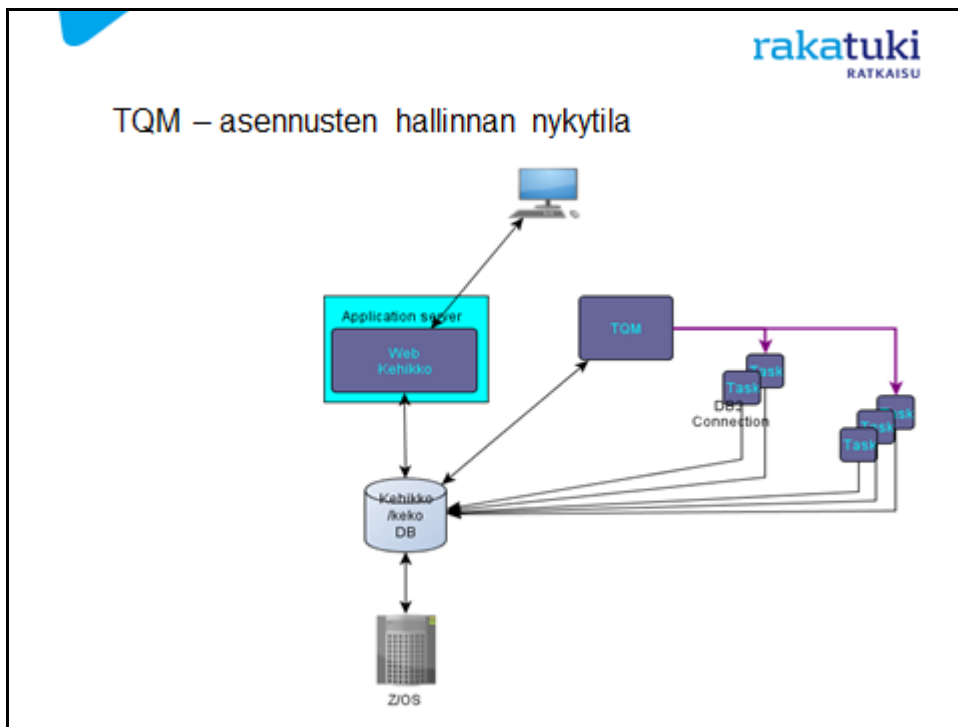 rakatuki
RATKAISU
TQM – asennusten hallinnan nykytila
Application server
Web
Kehikko
TQM
Task
Task
DB2
Connection
Task
Task
Task
Kehikko
/keko
DB
Z/OS